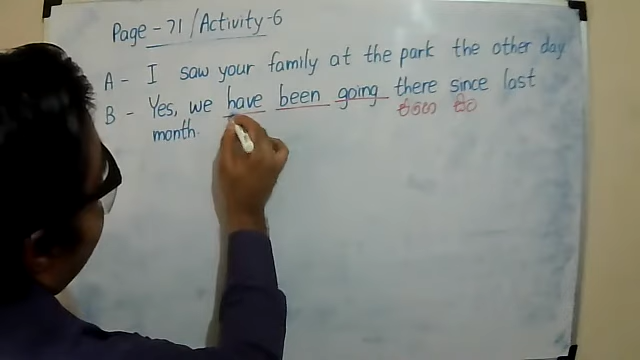 Page - 71 / Activity - 6
A - I saw your family at the park the other day
B - Yes, we have been going there since last
month.